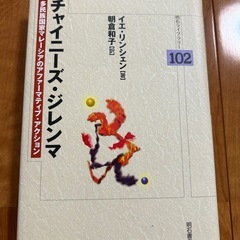 チャイニーズ・ジレンマ
多民族国家マレーシアのアファーマティブ・アクション
イエ・リンシェン[著]
朝倉和子[訳]
明石ライブラリー
102
明石書